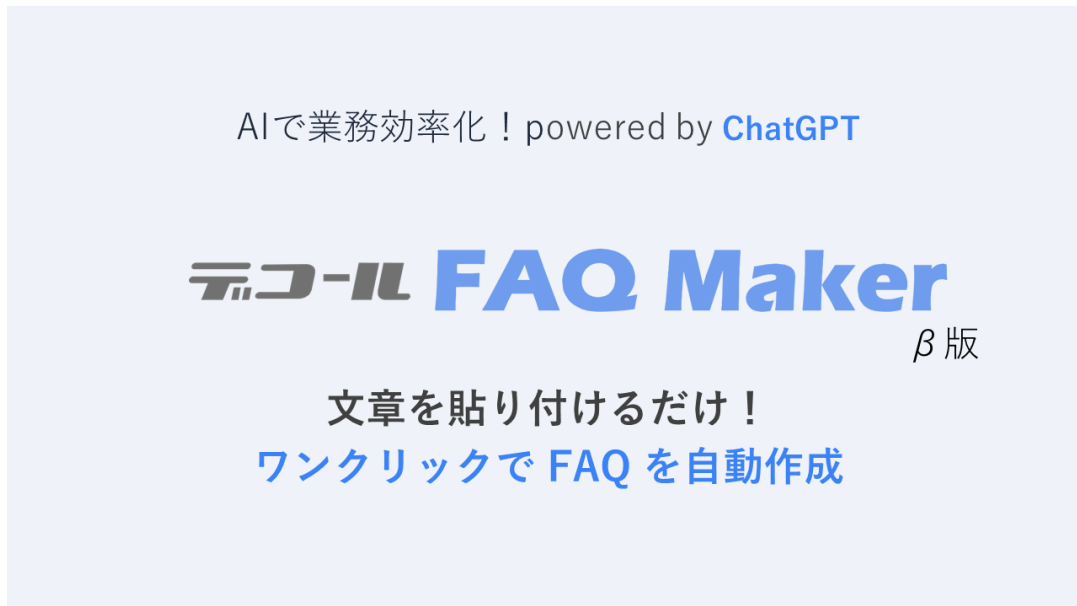 AIで業務効率化！powered by ChatGPT
デュコール FAQ Maker
β版
文章を貼り付けるだけ！
ワンクリックで FAQ を自動作成